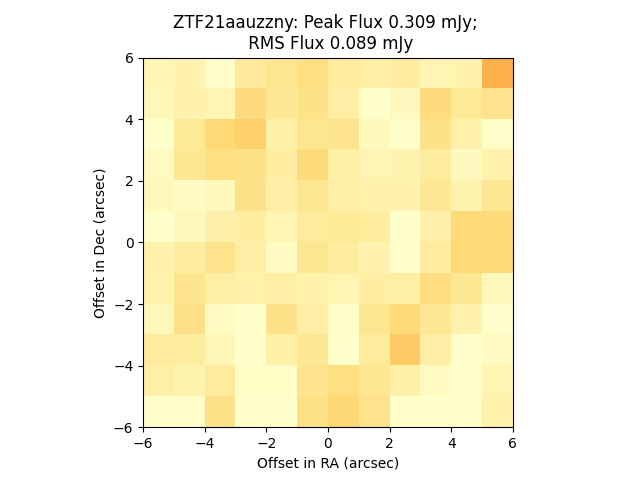 ZTF21aauzzny: Peak Flux 0.309 mJy;
RMS Flux 0.089 mJy
6
4
2
0
−2
−4
−6
Offset in Dec (arcsec)
−6 −4 −2 0 2 4 6
Offset in RA (arcsec)